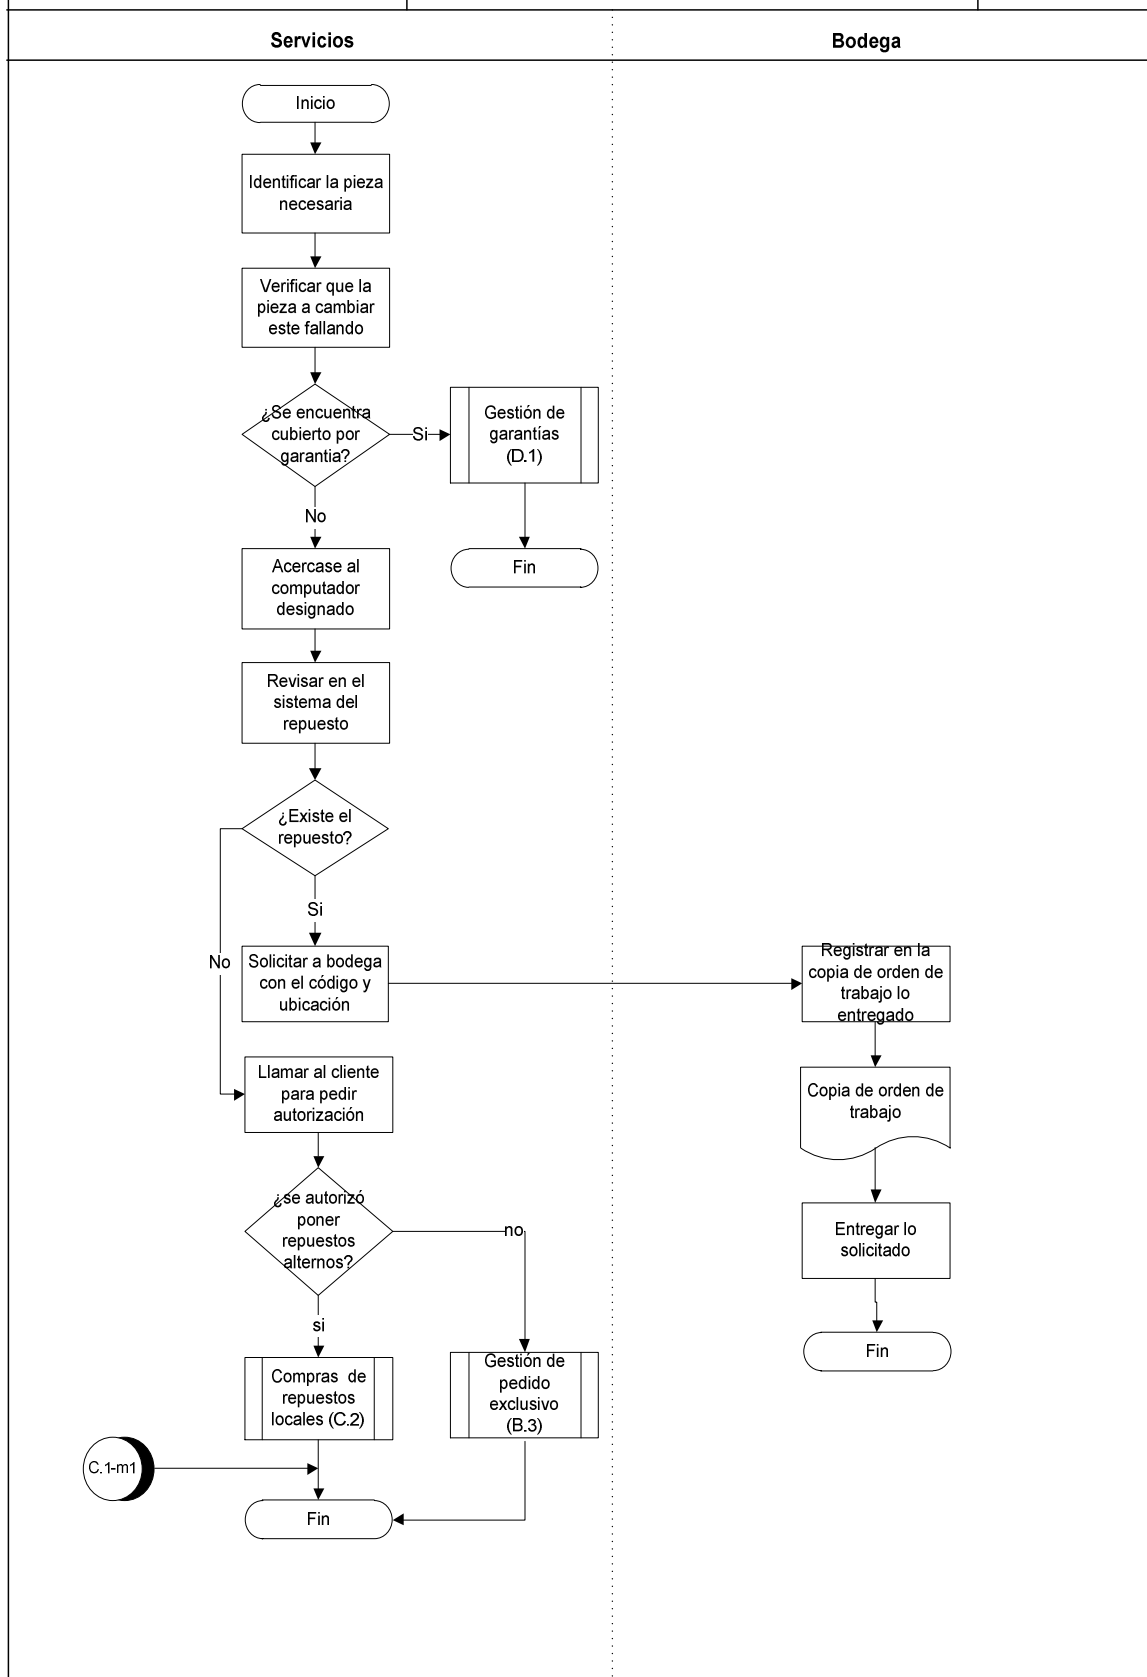 Servicios
Bodega
Inicio
Identificar la pieza
necesaria
Verificar que la
pieza a cambiar
este fallando
¿Se encuentra
cubierto por
garantia?
Si
Gestión de
garantías
(D.1)
No
Fin
Acercase al
computador
designado
Revisar en el
sistema del
repuesto
¿Existe el
repuesto?
Si
No
Solicitar a bodega
con el código y
ubicación
Registrar en la
copia de orden de
trabajo lo
entregado
Llamar al cliente
para pedir
autorización
Copia de orden de
trabajo
¿se autorizó
poner
repuestos
alternos?
no
si
Entregar lo
solicitado
Fin
Compras de
repuestos
locales (C.2)
Gestión de
pedido
exclusivo
(B.3)
C.1-m1
Fin